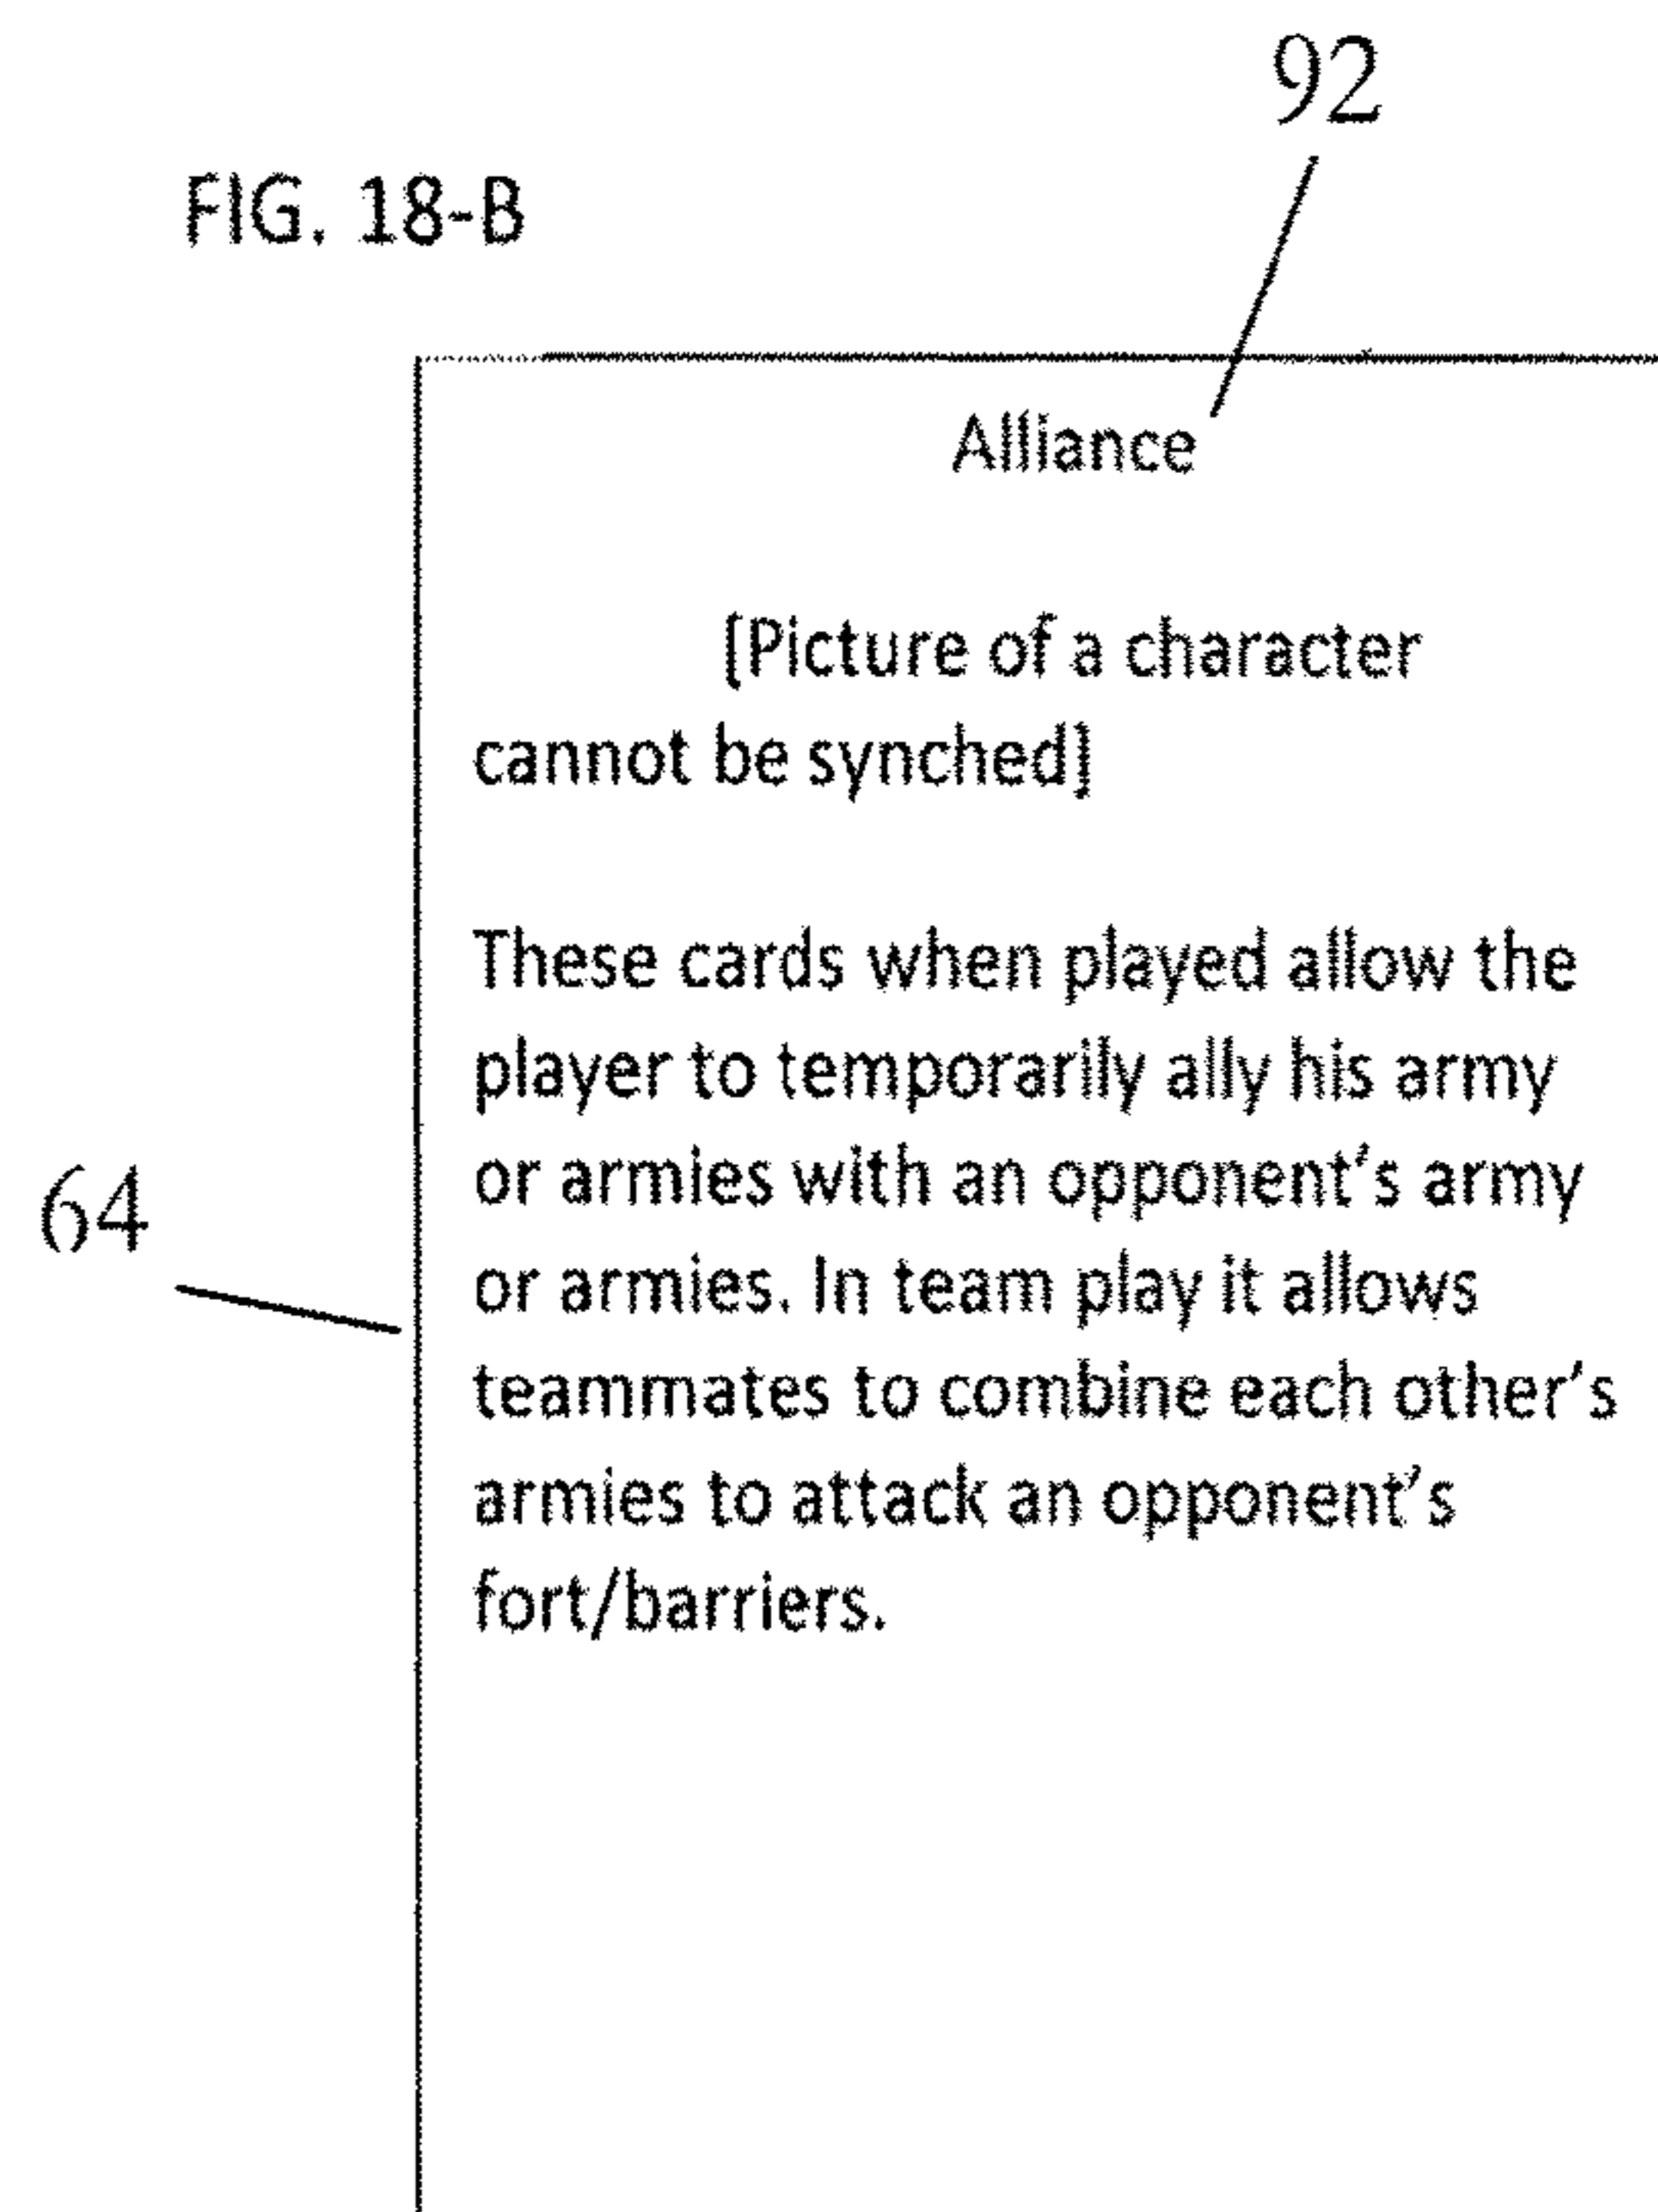 92
FIG. 18-B
Alliance
[Picture of a character
cannot be synched]
These cards when played allow the
player to temporarily ally his army
or armies with an opponent's army
or armies. In team play it allows
64
teammates to combine each other's
armies to attack an opponent's
fort/barriers.